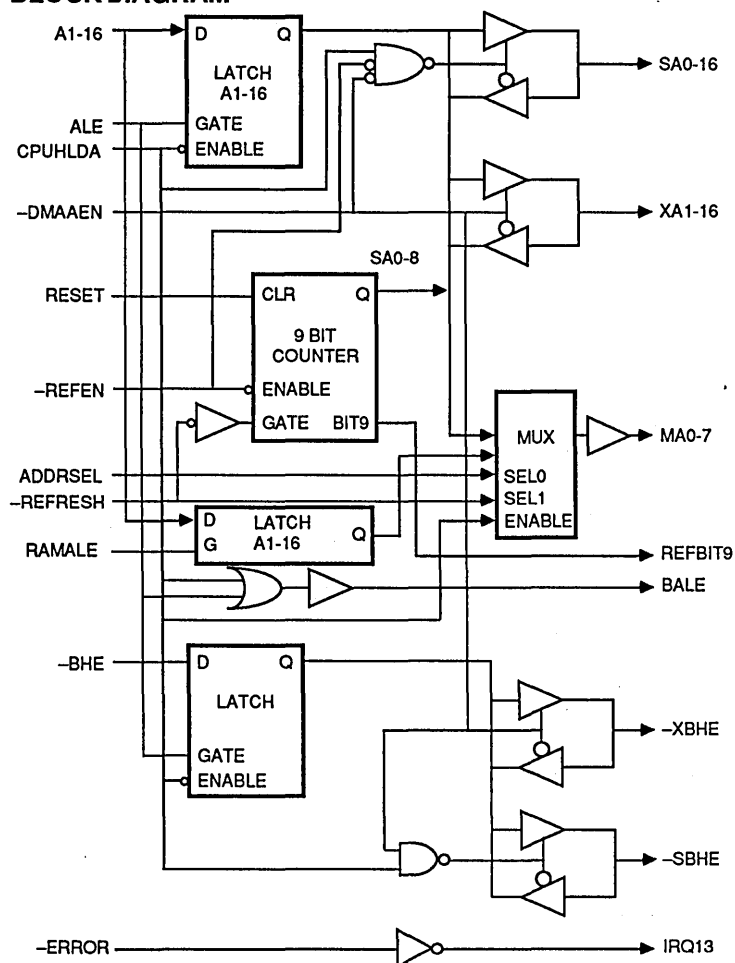 BLOCK DIAGRAM
A1-16
D Q
LATCH
A1-16
GATE
ENABLE
SA0-16
ALE
CPUHLDA
-DMAAEN
XA1-16
SA0-8
RESET
CLR Q
9 BIT
COUNTER
-REFEN
ENABLE
GATE BIT9
MUX
MA0-7
ADDRSEL
SEL0
-REFRESH
SEL1
ENABLE
D LATCH
A1-16 Q
G
RAMALE
REFBIT9
BALE
-BHE
D Q
LATCH
GATE
ENABLE
-XBHE
-SBHE
-ERROR
IRQ13